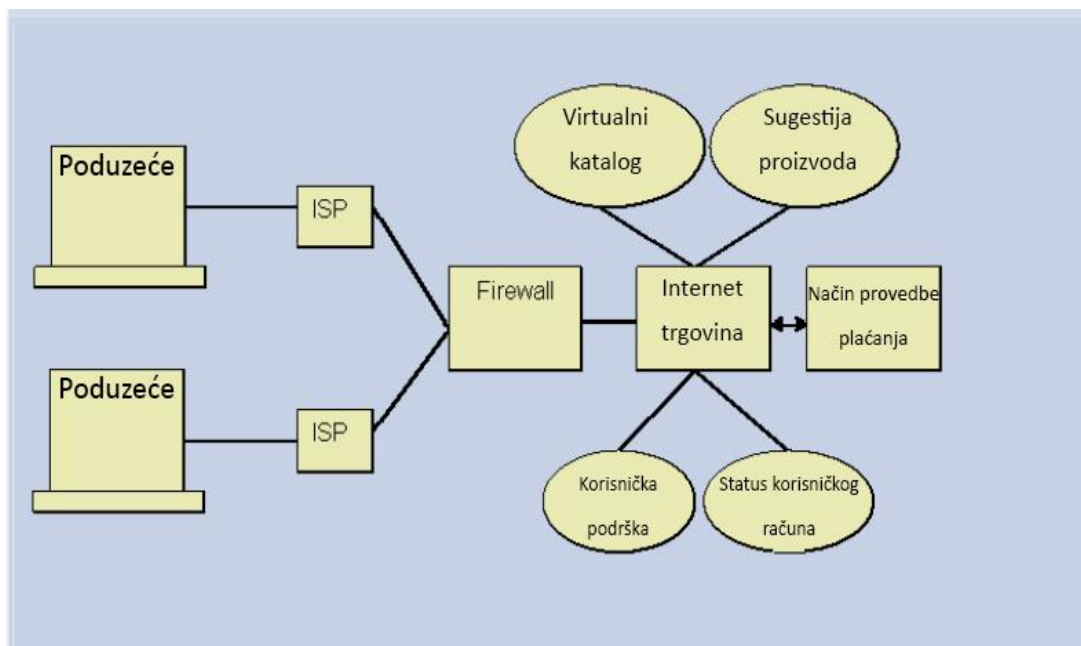 Poduzeće
ISP
Poduzeće
ISP
Firewall
Virtualni
katalog
Sugestija
proizvoda
Internet
trgovina
Način provedbe
plaćanja
Korisnička
podrška
Status korisničkog
računa